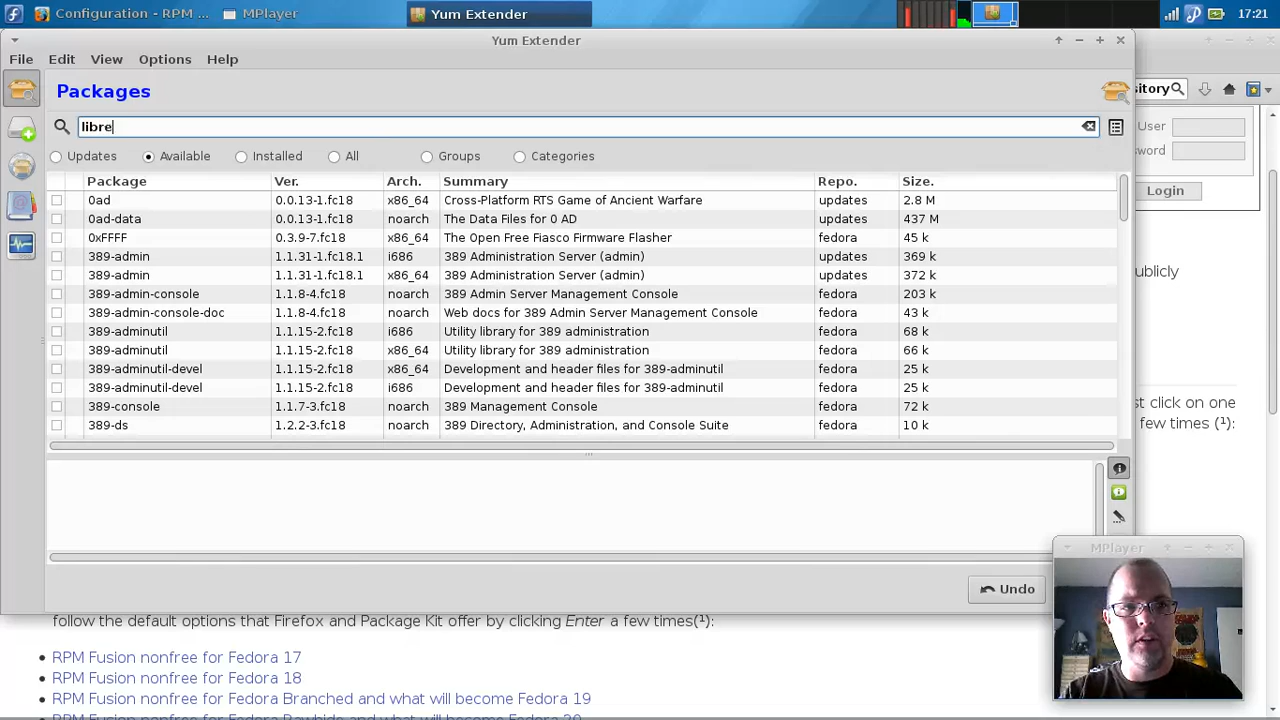 Configuration - RPM ... MPlayer Yum Extender 17:21
Yum Extender
File Edit View Options Help
Packages
libre
Updates Available Installed All Groups Categories
Package Ver. Arch. Summary Repo. Size.
0ad 0.0.13-1.fc18 x86_64 Cross-Platform RTS Game of Ancient Warfare updates 2.8 M
0ad-data 0.0.13-1.fc18 noarch The Data Files for 0 AD updates 437 M
0xFFFF 0.3.9-7.fc18 x86_64 The Open Free Fiasco Firmware Flasher fedora 45 k
389-admin 1.1.31-1.fc18.1 i686 389 Administration Server (admin) updates 369 k
389-admin 1.1.31-1.fc18.1 x86_64 389 Administration Server (admin) updates 372 k
389-admin-console 1.1.8-4.fc18 noarch 389 Admin Server Management Console fedora 203 k
389-admin-console-doc 1.1.8-4.fc18 noarch Web docs for 389 Admin Server Management Console fedora 43 k
389-adminutil 1.1.15-2.fc18 i686 Utility library for 389 administration fedora 68 k
389-adminutil 1.1.15-2.fc18 x86_64 Utility library for 389 administration fedora 66 k
389-adminutil-devel 1.1.15-2.fc18 x86_64 Development and header files for 389-adminutil fedora 25 k
389-adminutil-devel 1.1.15-2.fc18 i686 Development and header files for 389-adminutil fedora 25 k
389-console 1.1.7-3.fc18 noarch 389 Management Console fedora 72 k
389-ds 1.2.2-3.fc18 noarch 389 Directory, Administration, and Console Suite fedora 10 k
Undo
itory
User
sword
Login
ublicly
st click on one
few times (¹):
MPlayer
follow the default options that Firefox and Package Kit offer by clicking Enter a few times(¹):
RPM Fusion nonfree for Fedora 17
RPM Fusion nonfree for Fedora 18
RPM Fusion nonfree for Fedora Branched and what will become Fedora 19
RPM Fusion nonfree for Fedora Rawhide and what will become Fedora 20